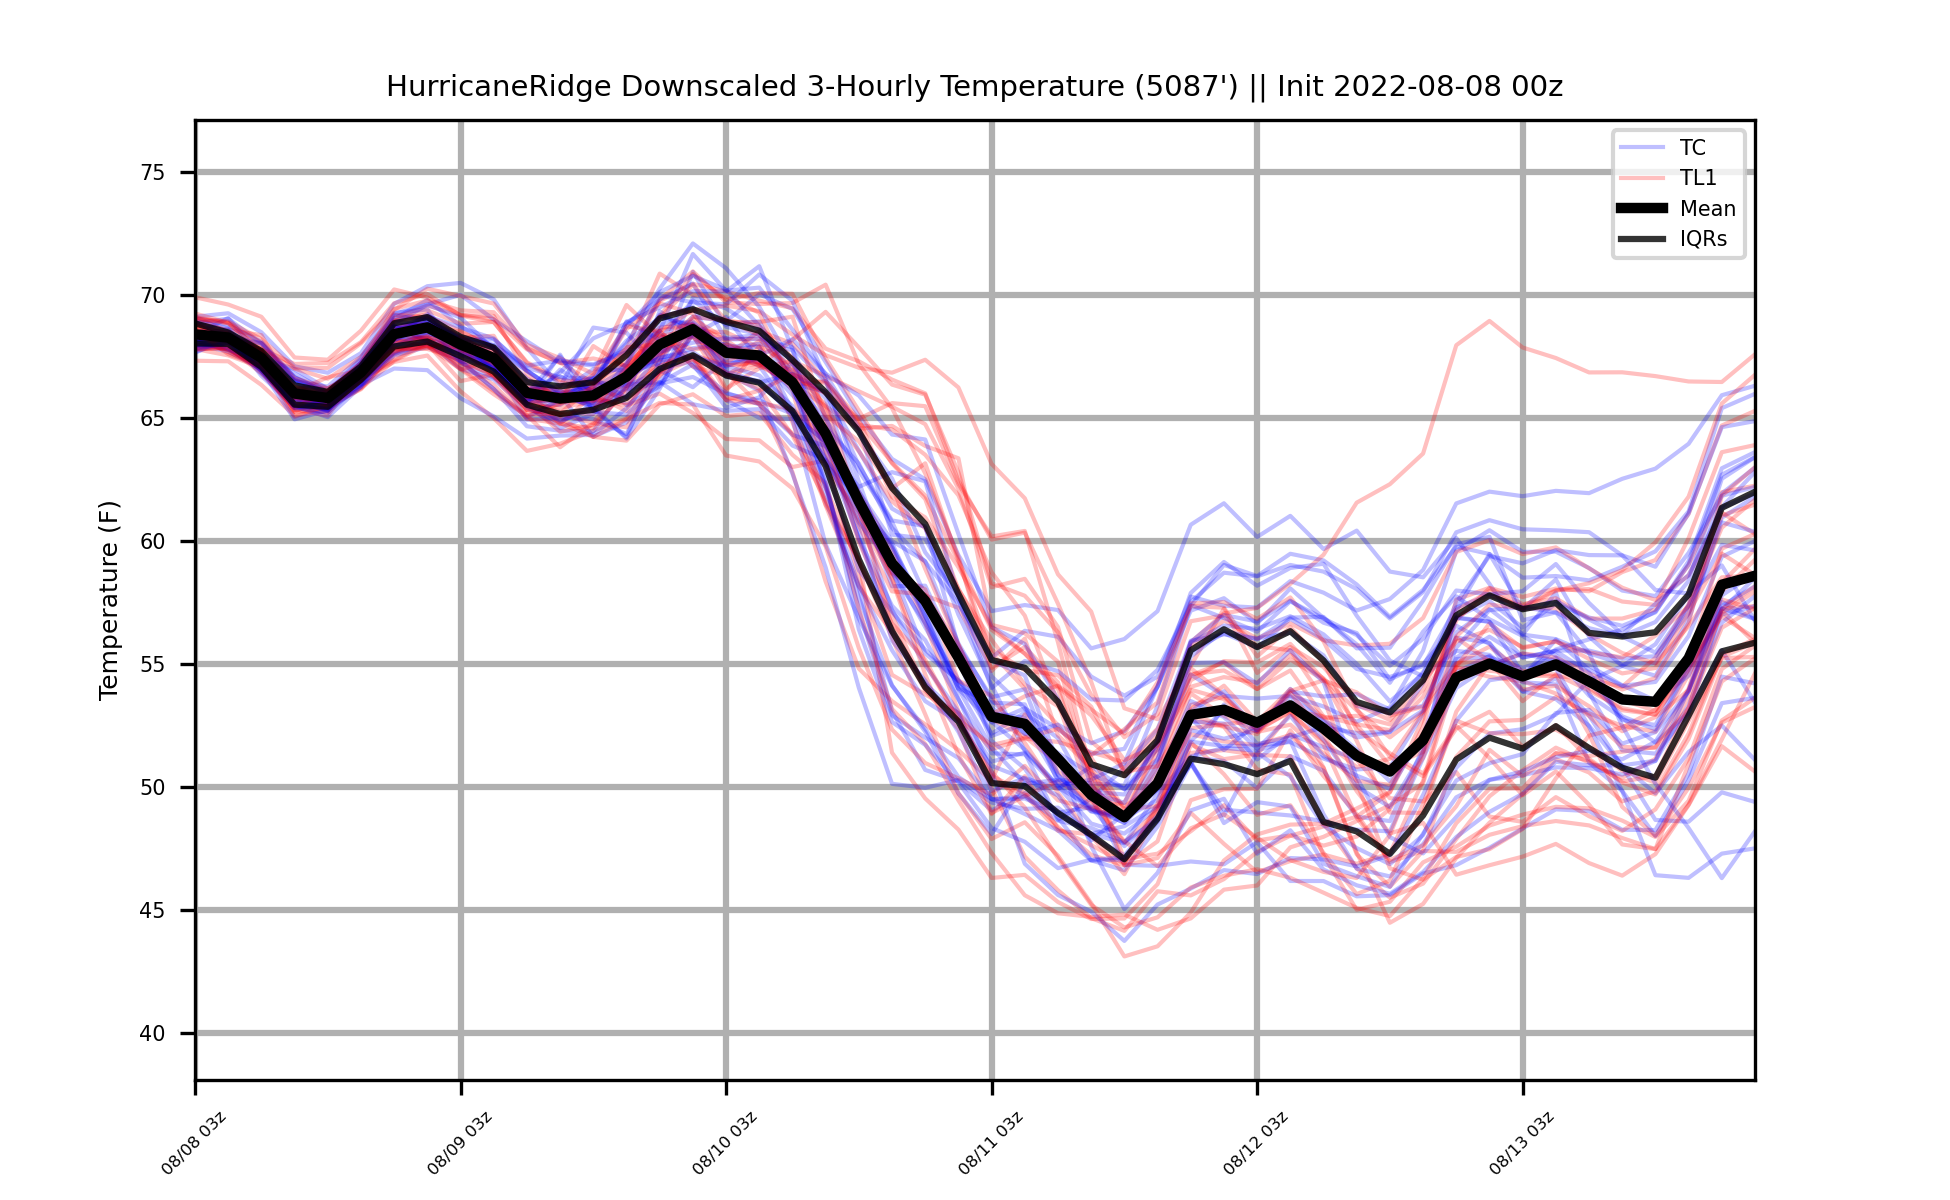 HurricaneRidge Downscaled 3-Hourly Temperature (5087') || Init 2022-08-08 00z
TC
TL1
Mean
IQRs
Temperature (F)
75
70
65
60
55
50
45
40
08/08 03z
08/09 03z
08/10 03z
08/11 03z
08/12 03z
08/13 03z